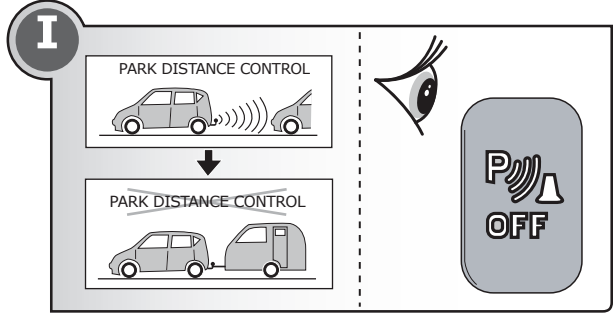 I
PARK DISTANCE CONTROL
PARK DISTANCE CONTROL
P
OFF